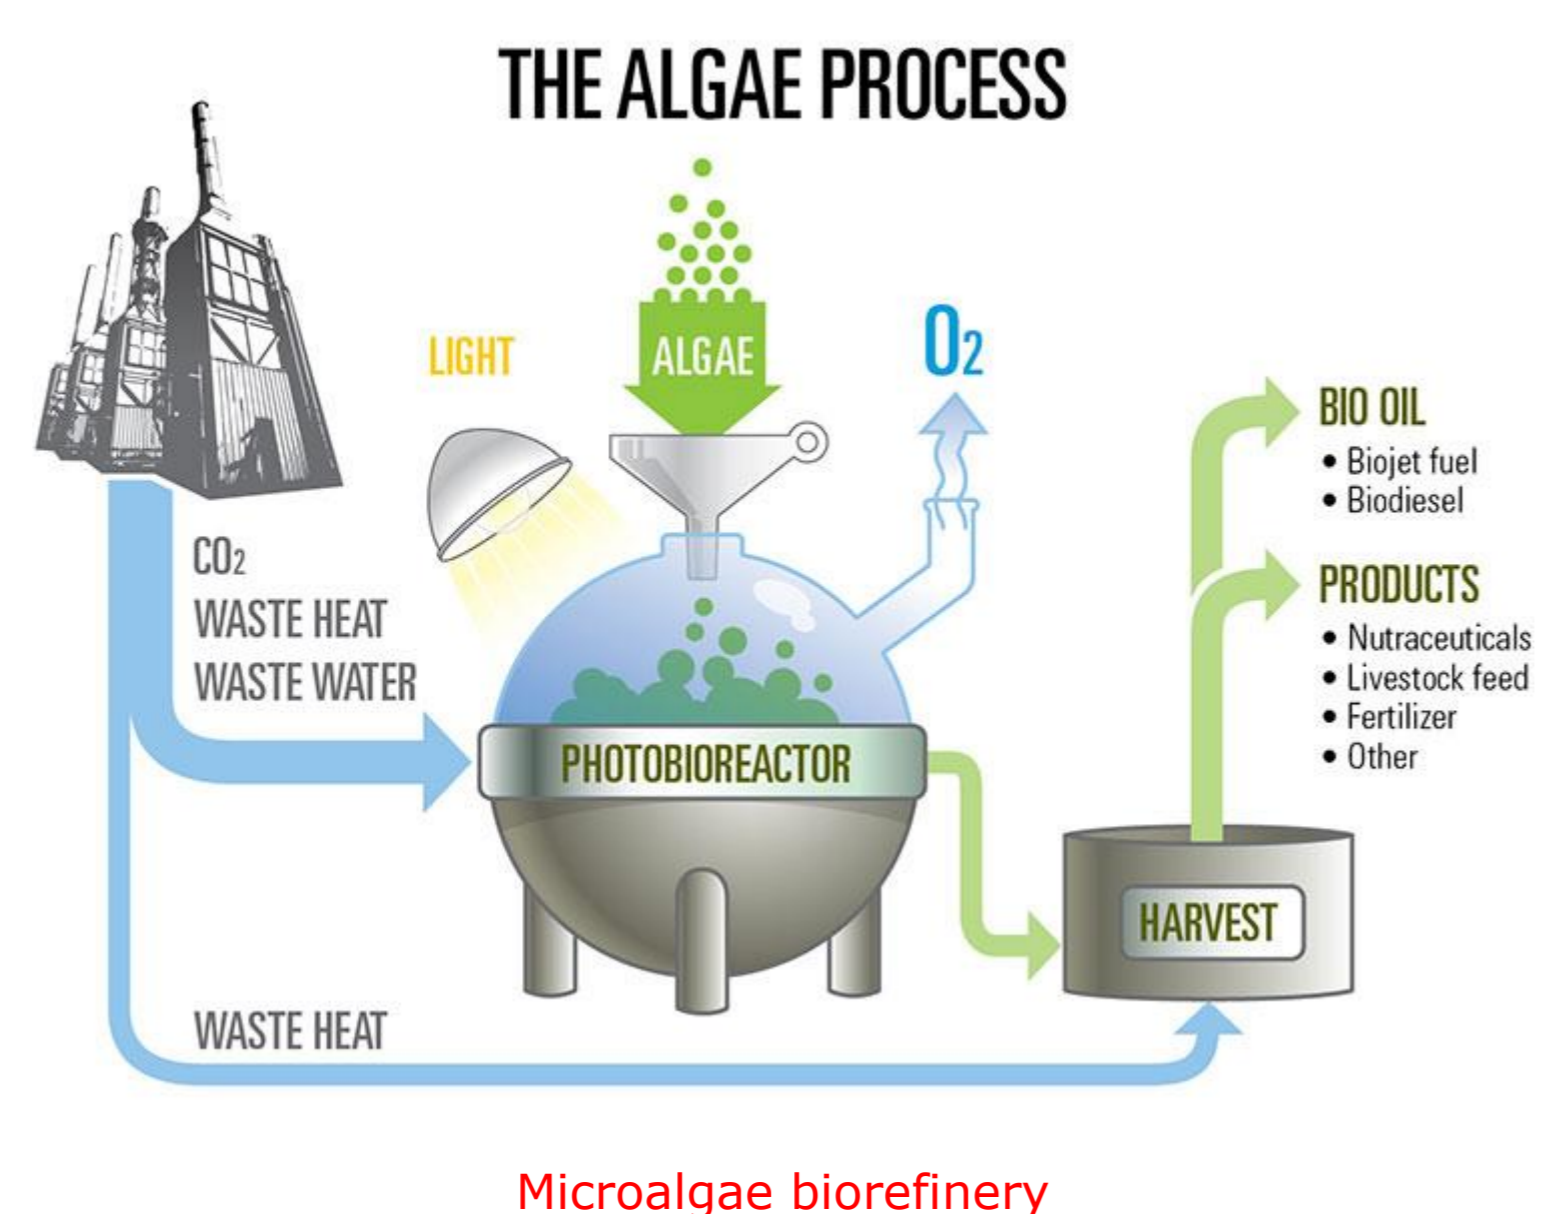 THE ALGAE PROCESS
LIGHT
ALGAE
O2
CO2
WASTE HEAT
WASTE WATER
PHOTOBIOREACTOR
WASTE HEAT
HARVEST
BIO OIL
• Biojet fuel
• Biodiesel
PRODUCTS
• Nutraceuticals
• Livestock feed
• Fertilizer
• Other
Microalgae biorefinery